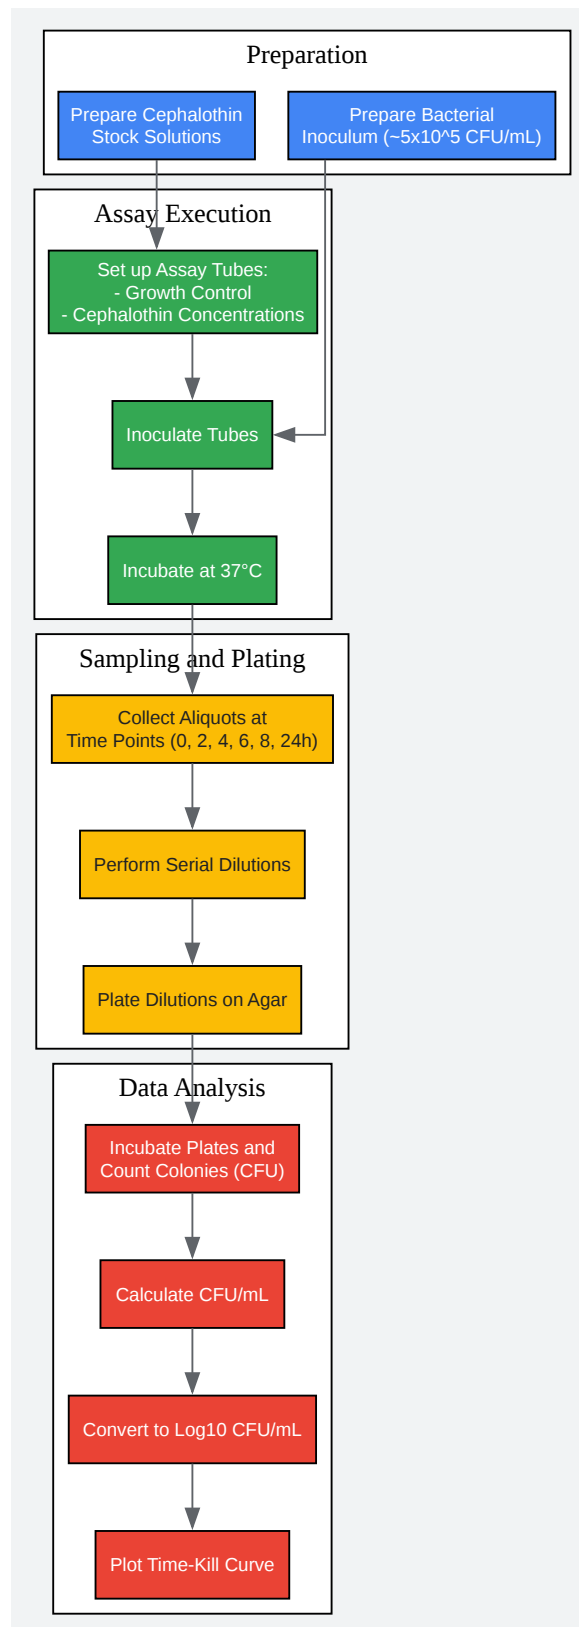 Preparation
Prepare Cephalothin
Stock Solutions
Prepare Bacterial
Inoculum (~5x10^5 CFU/mL)
Assay Execution
Set up Assay Tubes:
- Growth Control
- Cephalothin Concentrations
Inoculate Tubes
Incubate at 37°C
Sampling and Plating
Collect Aliquots at
Time Points (0, 2, 4, 6, 8, 24h)
Perform Serial Dilutions
Plate Dilutions on Agar
Data Analysis
Incubate Plates and
Count Colonies (CFU)
Calculate CFU/mL
Convert to Log10 CFU/mL
Plot Time-Kill Curve